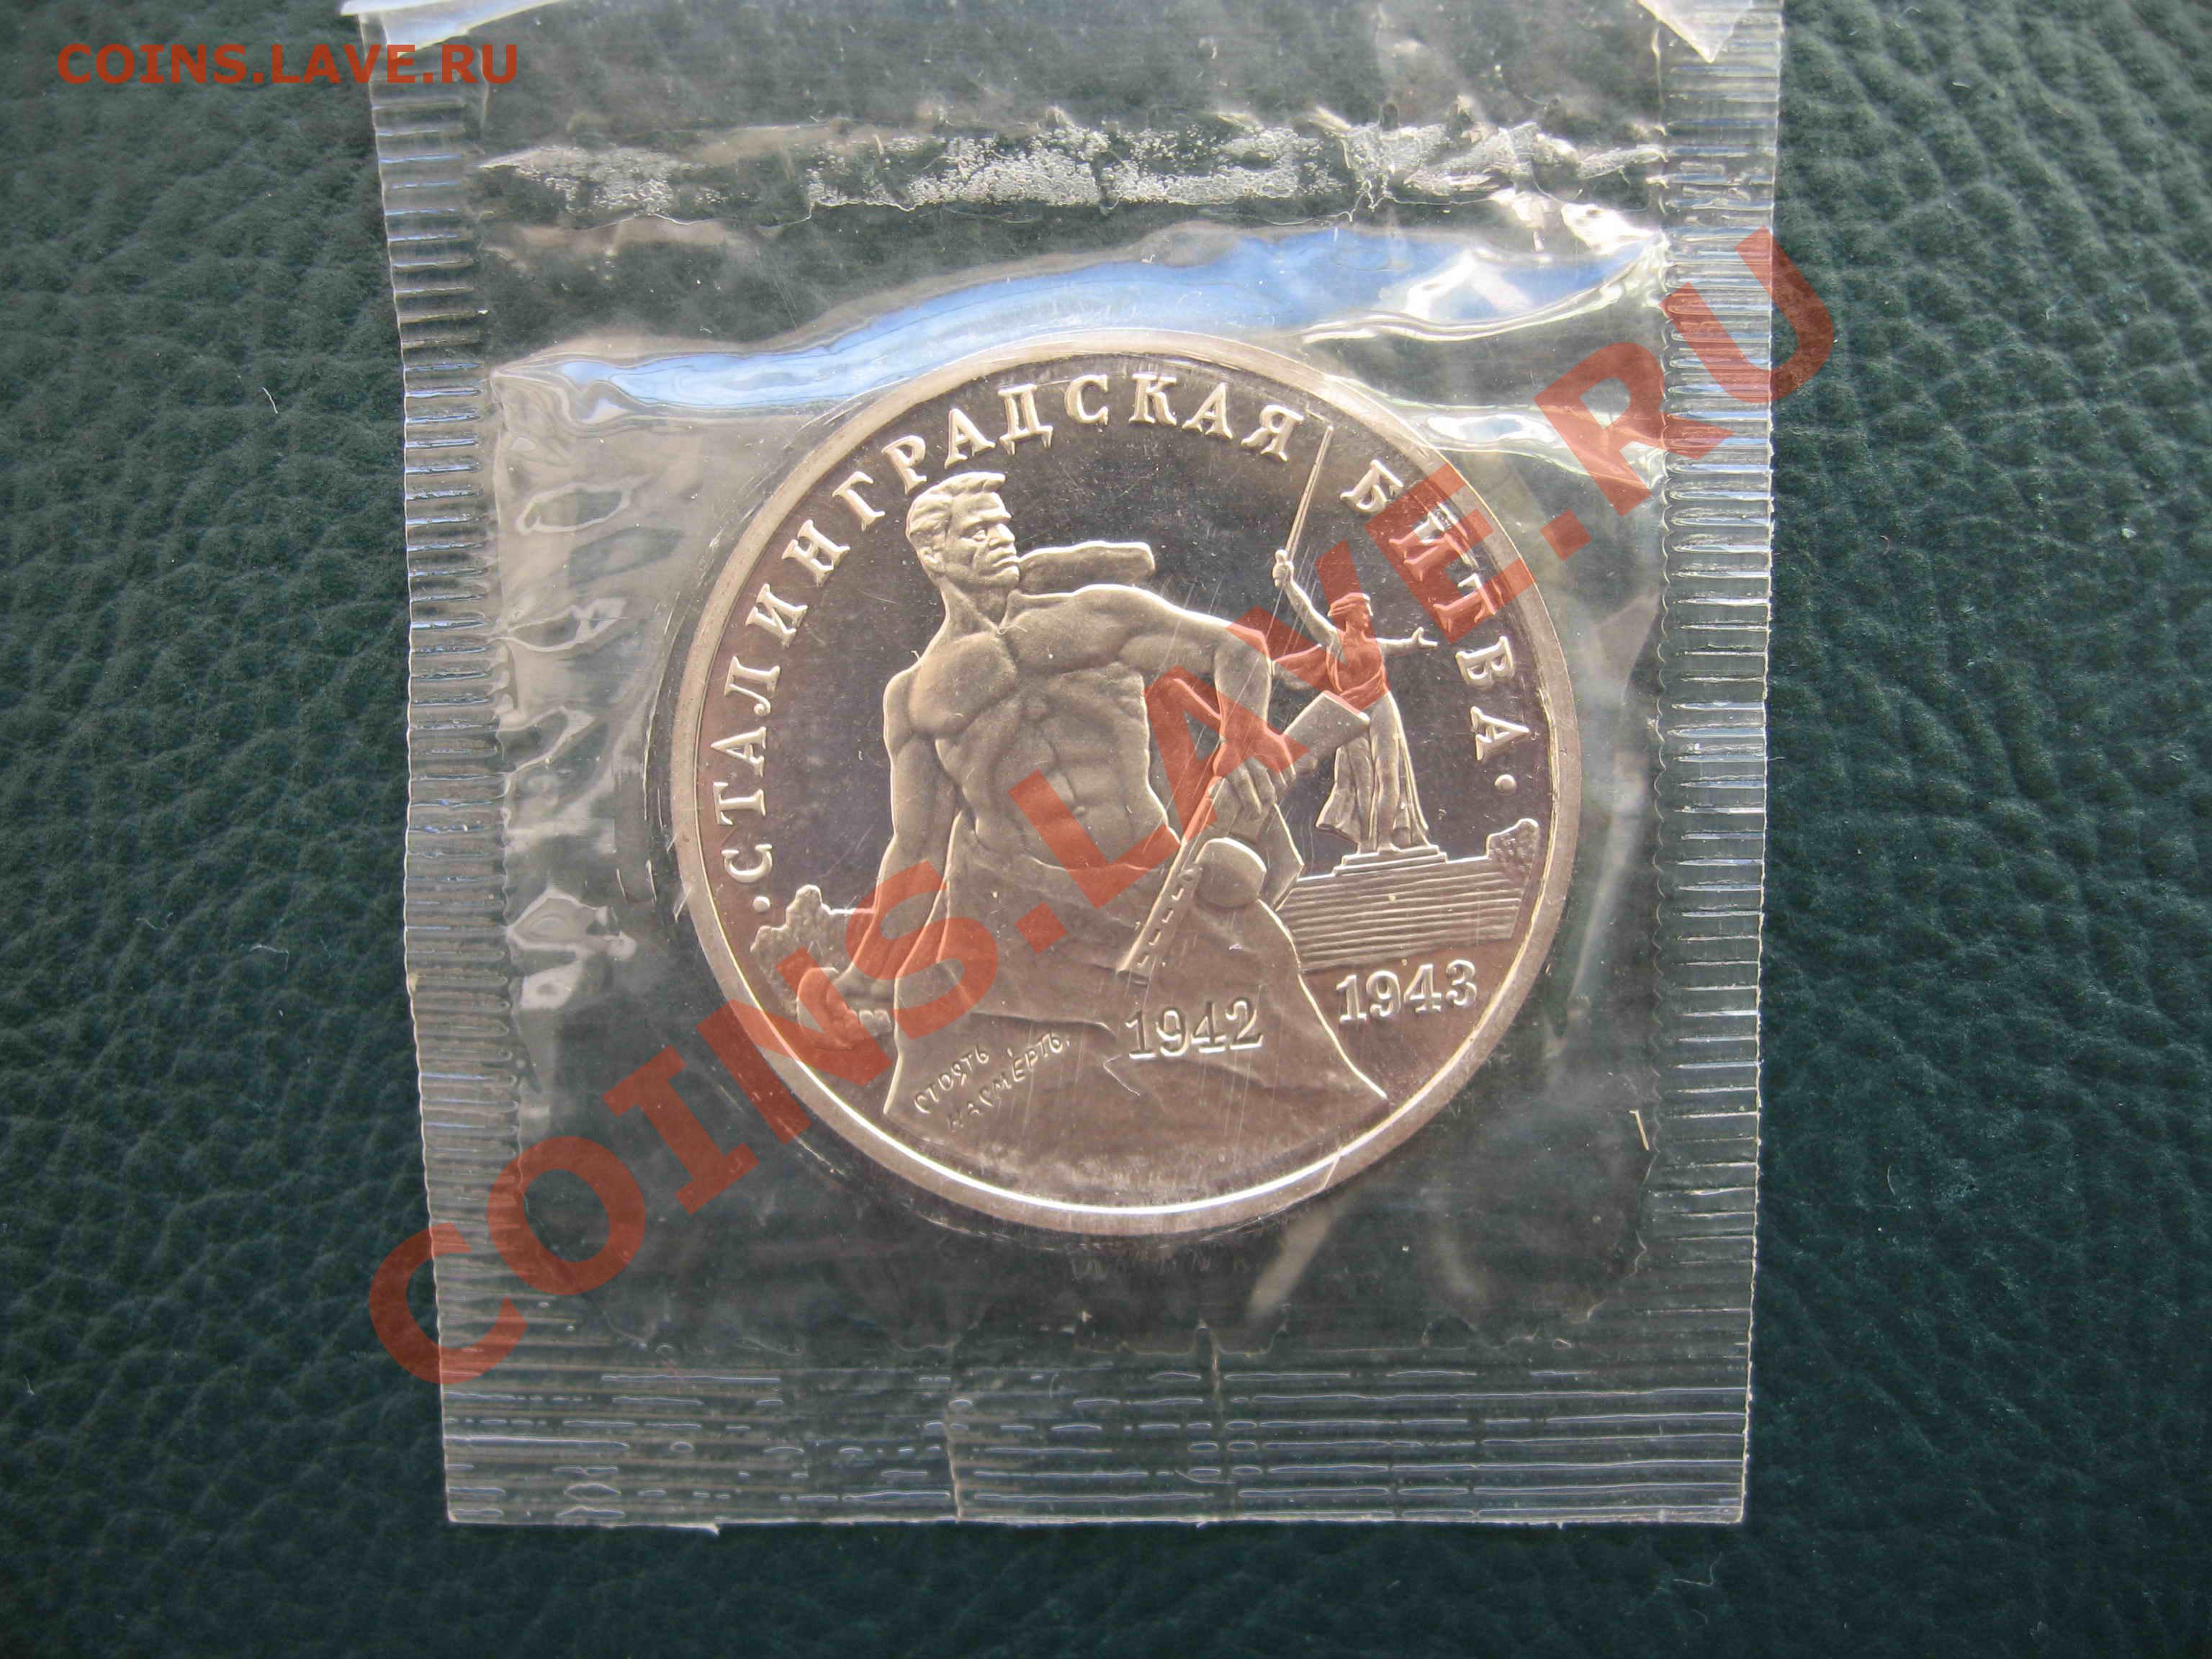 COINS.LAVE.RU
·СТАЛИНГРАДСКАЯ БИТВА·
1942
1943
СТОЯТЬ
НАСМЕРТЬ!
COINS.LAVE.RU